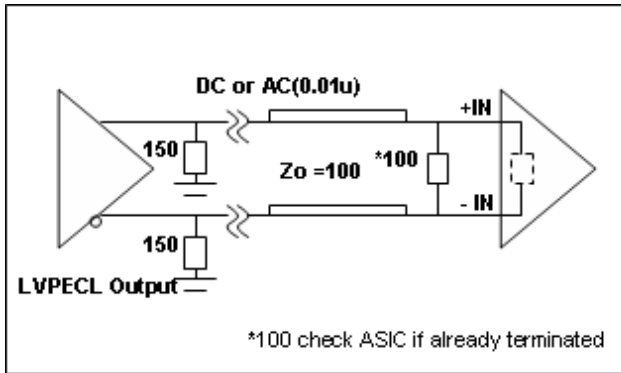 DC or AC(0.01u)
+IN
150
Zo =100
*100
- IN
150
LVPECL Output
*100 check ASIC if already terminated